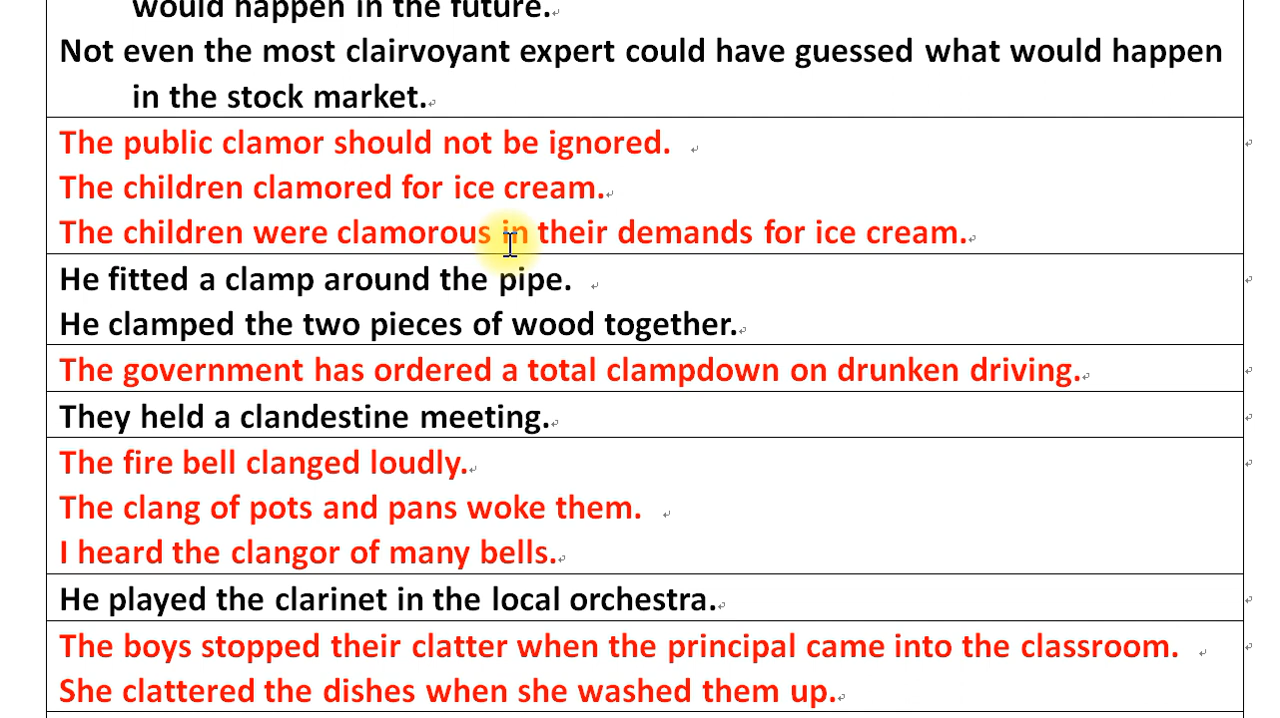 would happen in the future.
Not even the most clairvoyant expert could have guessed what would happen
in the stock market.
The public clamor should not be ignored.
The children clamored for ice cream.
The children were clamorous in their demands for ice cream.
He fitted a clamp around the pipe.
He clamped the two pieces of wood together.
The government has ordered a total clampdown on drunken driving.
They held a clandestine meeting.
The fire bell clanged loudly.
The clang of pots and pans woke them.
I heard the clangor of many bells.
He played the clarinet in the local orchestra.
The boys stopped their clatter when the principal came into the classroom.
She clattered the dishes when she washed them up.